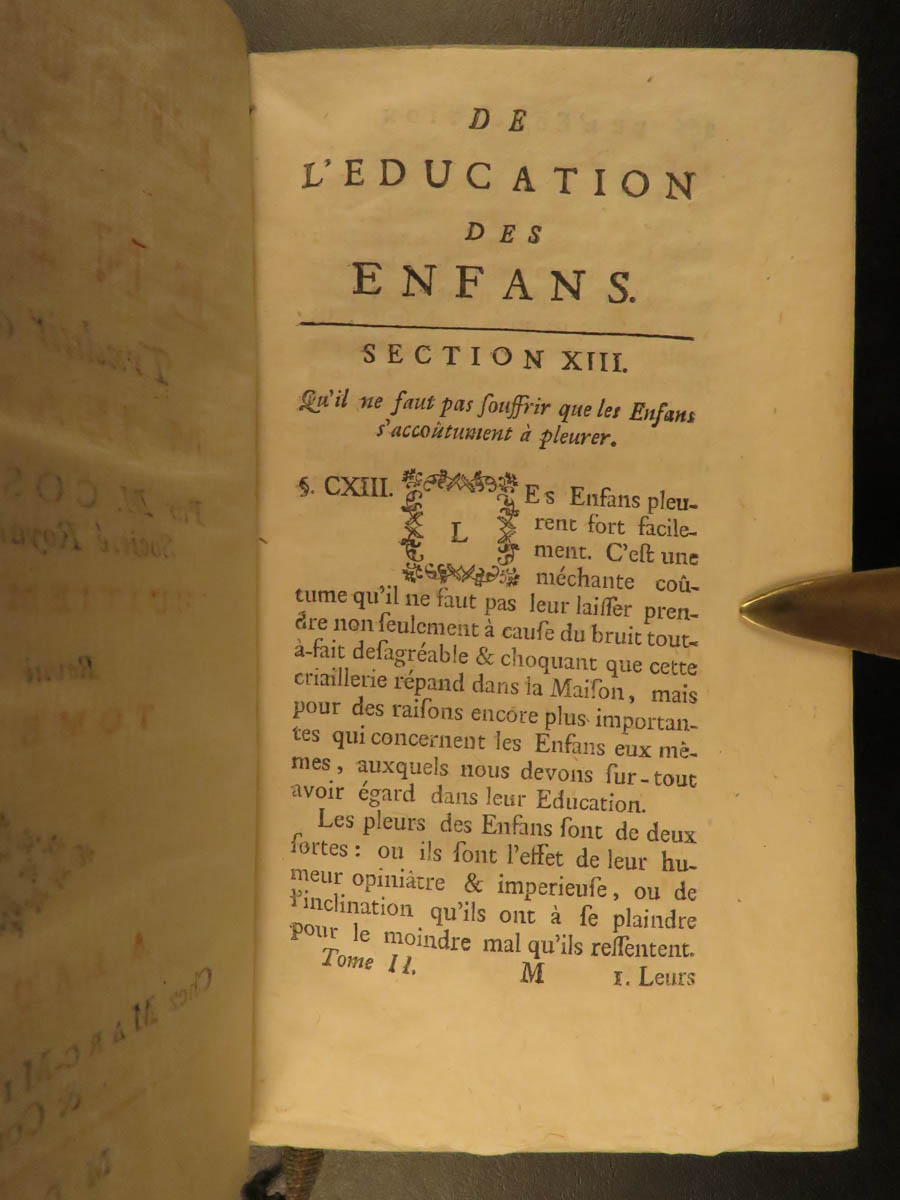 DE
L'EDUCATION
DES
ENFANS.
SECTION XIII.
Qu'il ne faut pas ſouffrir que les Enfans
s'accoûtument à pleurer.
§. CXIII. LEs Enfans pleu-
rent fort facile-
ment. C'eſt une
méchante coû-
tume qu'il ne faut pas leur laiſſer pren-
dre non ſeulement à cauſe du bruit tout-
à-fait deſagréable & choquant que cette
criaillerie répand dans la Maiſon, mais
pour des raiſons encore plus importan-
tes qui concernent les Enfans eux mê-
mes, auxquels nous devons ſur-tout
avoir égard dans leur Education.
Les pleurs des Enfans ſont de deux
ſortes: ou ils ſont l'effet de leur hu-
meur opiniâtre & imperieuſe, ou de
l'inclination qu'ils ont à ſe plaindre
pour le moindre mal qu'ils reſſentent.
Tome II. M 1. Leurs